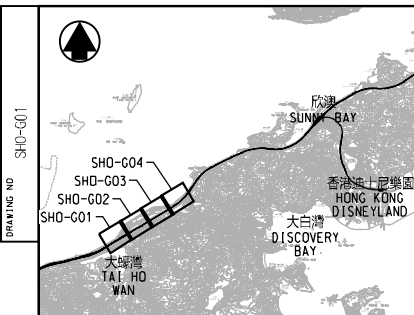 DRAWING NO SHO-G01
欣澳
SUNNY BAY
SHO-G04
SHO-G03
SHO-G02
SHO-G01
香港迪士尼樂園
HONG KONG
DISNEYLAND
大白灣
DISCOVERY
BAY
大蠔灣
TAI HO
WAN